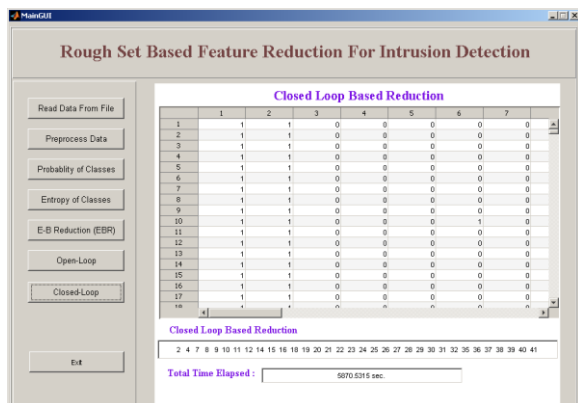 MainGUI
Rough Set Based Feature Reduction For Intrusion Detection
Read Data From File
Preprocess Data
Probablity of Classes
Entropy of Classes
E-B Reduction (EBR)
Open-Loop
Closed-Loop
Exit
Closed Loop Based Reduction
1 2 3 4 5 6 7
1 1 1 0 0 0 0 0
2 1 1 0 0 0 0 0
3 1 1 0 0 0 0 0
4 1 1 0 0 0 0 0
5 1 1 0 0 0 0 0
6 1 1 0 0 0 0 0
7 1 1 0 0 0 0 0
8 1 1 0 0 0 0 0
9 1 1 0 0 0 0 0
10 1 1 0 0 0 1 0
11 1 1 0 0 0 0 0
12 1 1 0 0 0 0 0
13 1 1 0 0 0 0 0
14 1 1 0 0 0 0 0
15 1 1 0 0 0 0 0
16 1 1 0 0 0 0 0
17 1 1 0 0 0 0 0
Closed Loop Based Reduction
2 4 7 8 9 10 11 12 14 15 16 18 19 20 21 22 23 24 25 26 27 28 29 30 31 32 35 36 37 38 39 40 41
Total Time Elapsed :
5870.5315 sec.